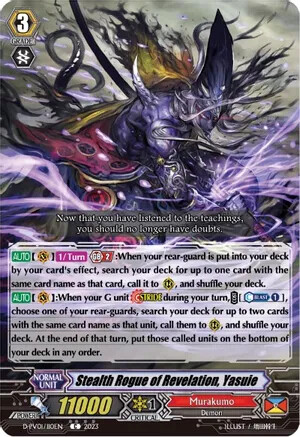 3
GRADE
Now that you have listened to the teachings,
you should no longer have doubts.
AUTO [ ] 1/Turn GB 2 :When your rear-guard is put into your deck
by your card's effect, search your deck for up to one card with the
same card name as that card, call it to , and shuffle your deck.
AUTO [ ] :When your G unit STRIDE during your turn, [ BLAST 1 ],
choose one of your rear-guards, search your deck for up to two cards
with the same card name as that unit, call them to , and shuffle your
deck. At the end of that turn, put those called units on the bottom of
your deck in any order.
NORMAL
UNIT
Stealth Rogue of Revelation, Yasuie
POWER
11000
1
CRITICAL
Murakumo
Demon
D-PV01/110EN C 2023
ILLUST /